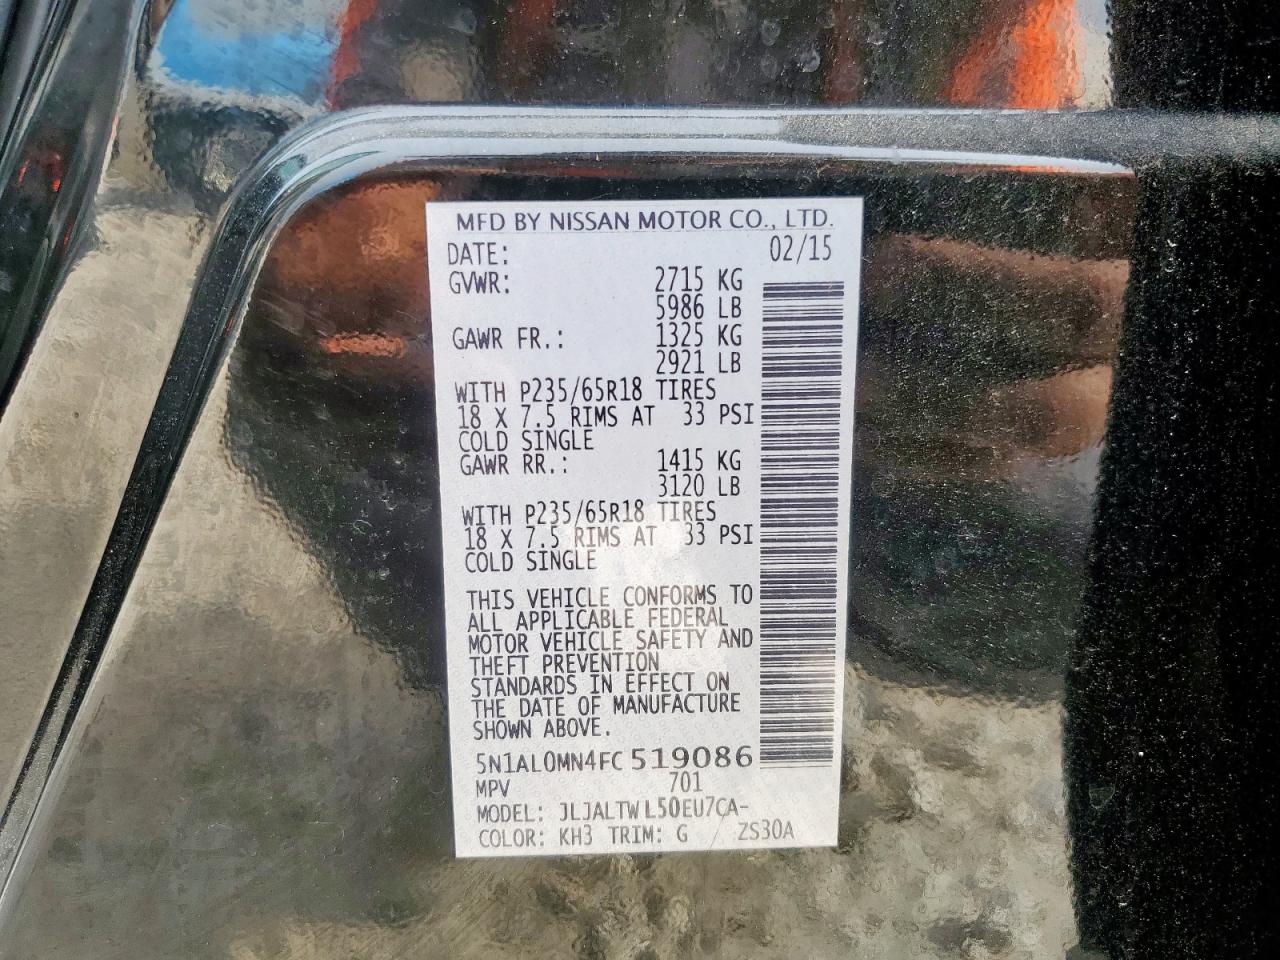 MFD BY NISSAN MOTOR CO., LTD.
DATE: 02/15
GVWR: 2715 KG
5986 LB
GAWR FR.: 1325 KG
2921 LB
WITH P235/65R18 TIRES
18 X 7.5 RIMS AT 33 PSI
COLD SINGLE
GAWR RR.: 1415 KG
3120 LB
WITH P235/65R18 TIRES
18 X 7.5 RIMS AT 33 PSI
COLD SINGLE
THIS VEHICLE CONFORMS TO
ALL APPLICABLE FEDERAL
MOTOR VEHICLE SAFETY AND
THEFT PREVENTION
STANDARDS IN EFFECT ON
THE DATE OF MANUFACTURE
SHOWN ABOVE.
5N1AL0MN4FC 519086
MPV 701
MODEL: JLJALTWL50EU7CA-
COLOR: KH3 TRIM: G ZS30A